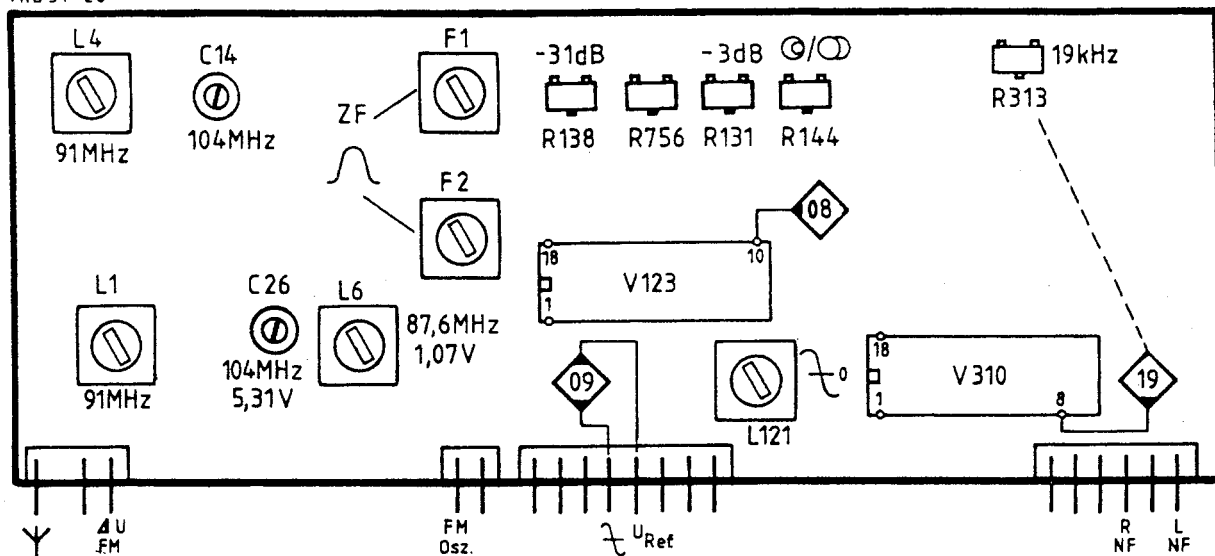 L4
C14
F1
-31dB
-3dB
19kHz
ZF
R313
91MHz
104MHz
R138
R756
R131
R144
F2
08
18
10
V123
1
L1
C26
L6
87,6MHz
1,07V
91MHz
104MHz
5,31V
09
0
L121
18
V310
1
8
19
ΔU
FM
FM
Osz.
URef
R
NF
L
NF